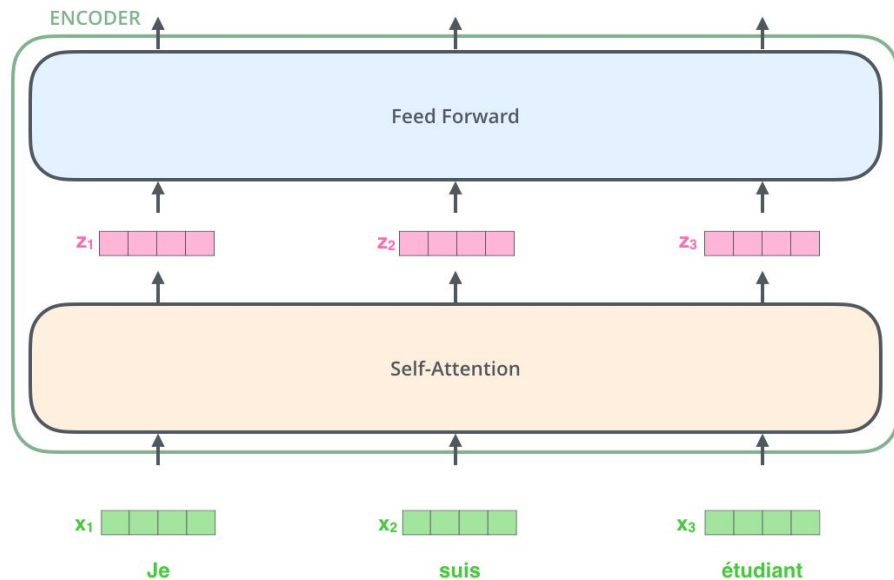 ENCODER
Feed Forward
z₁ z₂ z₃
Self-Attention
x₁ x₂ x₃
Je suis étudiant